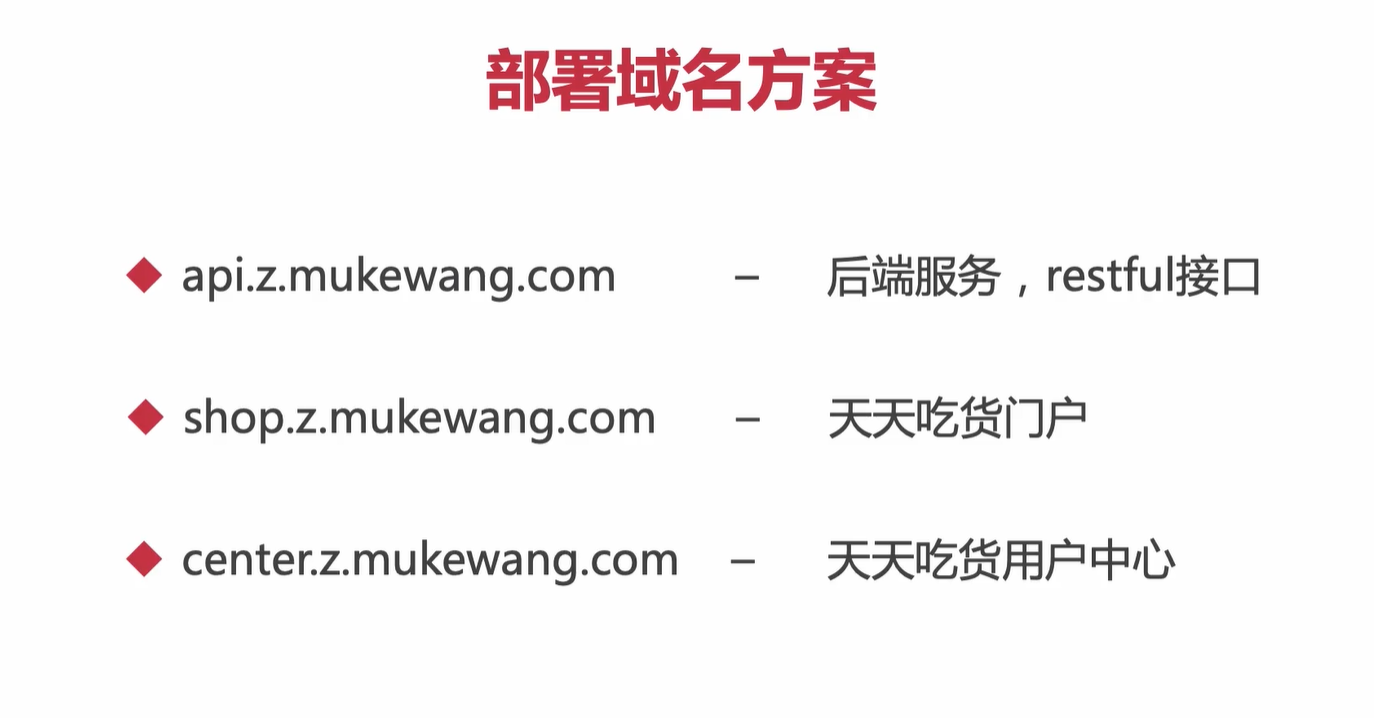 部署域名方案
api.z.mukewang.com – 后端服务，restful接口
shop.z.mukewang.com – 天天吃货门户
center.z.mukewang.com – 天天吃货用户中心